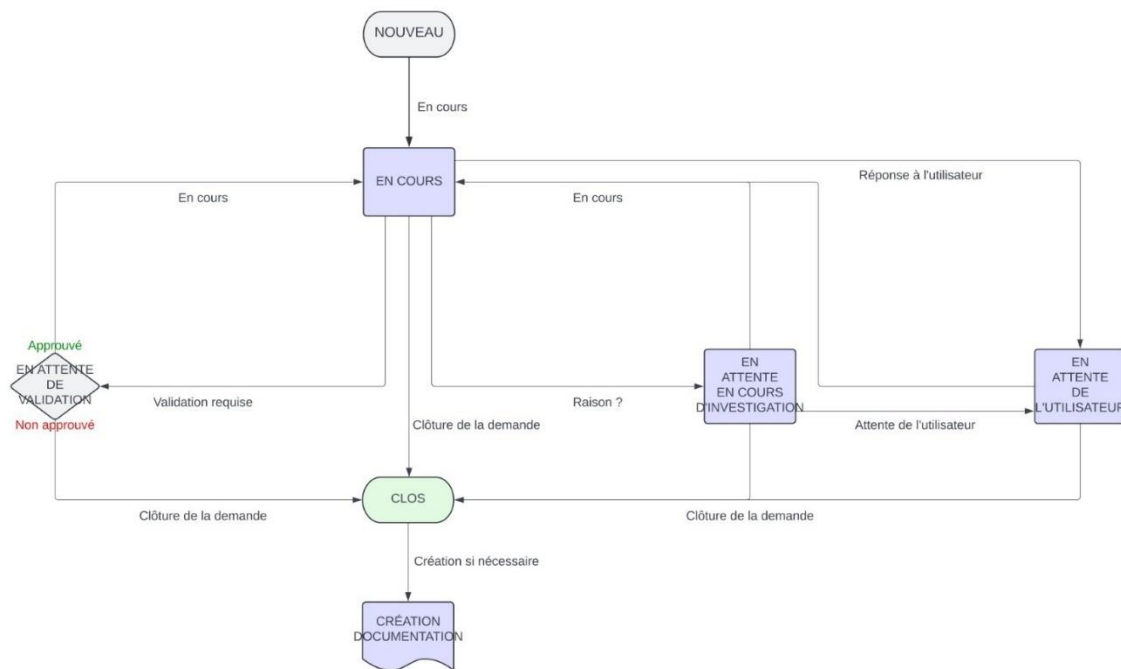 NOUVEAU
En cours
EN COURS
Réponse à l'utilisateur
En cours
En cours
Approuvé
EN ATTENTE
DE
VALIDATION
Non approuvé
Validation requise
Raison ?
EN
ATTENTE
EN COURS
D'INVESTIGATION
EN
ATTENTE
DE
L'UTILISATEUR
Clôture de la demande
Attente de l'utilisateur
CLOS
Clôture de la demande
Clôture de la demande
Création si nécessaire
CRÉATION
DOCUMENTATION